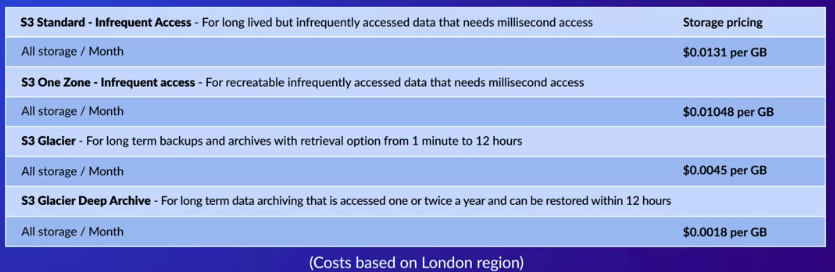 S3 Standard - Infrequent Access - For long lived but infrequently accessed data that needs millisecond access Storage pricing
All storage / Month $0.0131 per GB
S3 One Zone - Infrequent access - For recreatable infrequently accessed data that needs millisecond access
All storage / Month $0.01048 per GB
S3 Glacier - For long term backups and archives with retrieval option from 1 minute to 12 hours
All storage / Month $0.0045 per GB
S3 Glacier Deep Archive - For long term data archiving that is accessed one or twice a year and can be restored within 12 hours
All storage / Month $0.0018 per GB
(Costs based on London region)